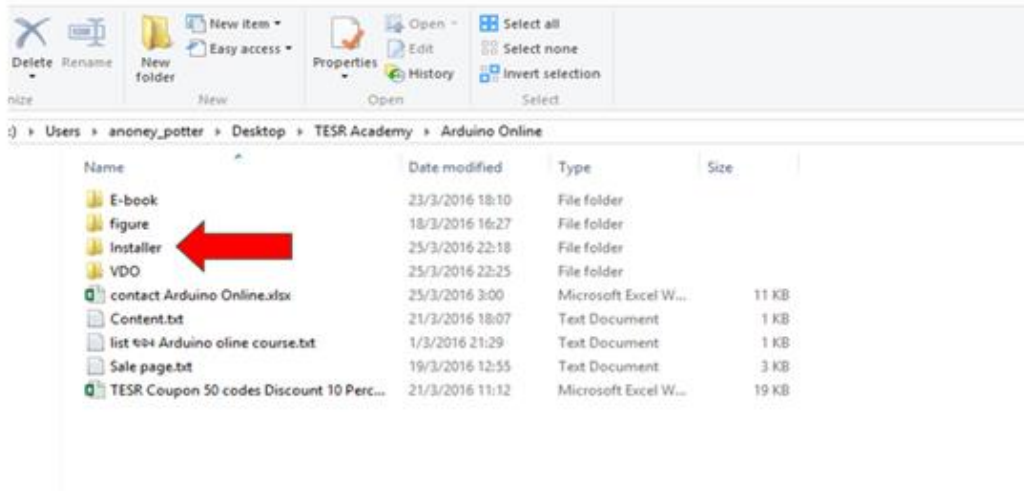 New item
Open
Select all
Easy access
Edit
Select none
Delete Rename New folder Properties History Invert selection
nize New Open Select
:) › Users › anoney_potter › Desktop › TESR Academy › Arduino Online
Name Date modified Type Size
E-book 23/3/2016 18:10 File folder
figure 18/3/2016 16:27 File folder
Installer 25/3/2016 22:18 File folder
VDO 25/3/2016 22:25 File folder
contact Arduino Online.xlsx 25/3/2016 3:00 Microsoft Excel W... 11 KB
Content.txt 21/3/2016 18:07 Text Document 1 KB
list ของ Arduino oline course.txt 1/3/2016 21:29 Text Document 1 KB
Sale page.txt 19/3/2016 12:55 Text Document 3 KB
TESR Coupon 50 codes Discount 10 Perc... 21/3/2016 11:12 Microsoft Excel W... 19 KB